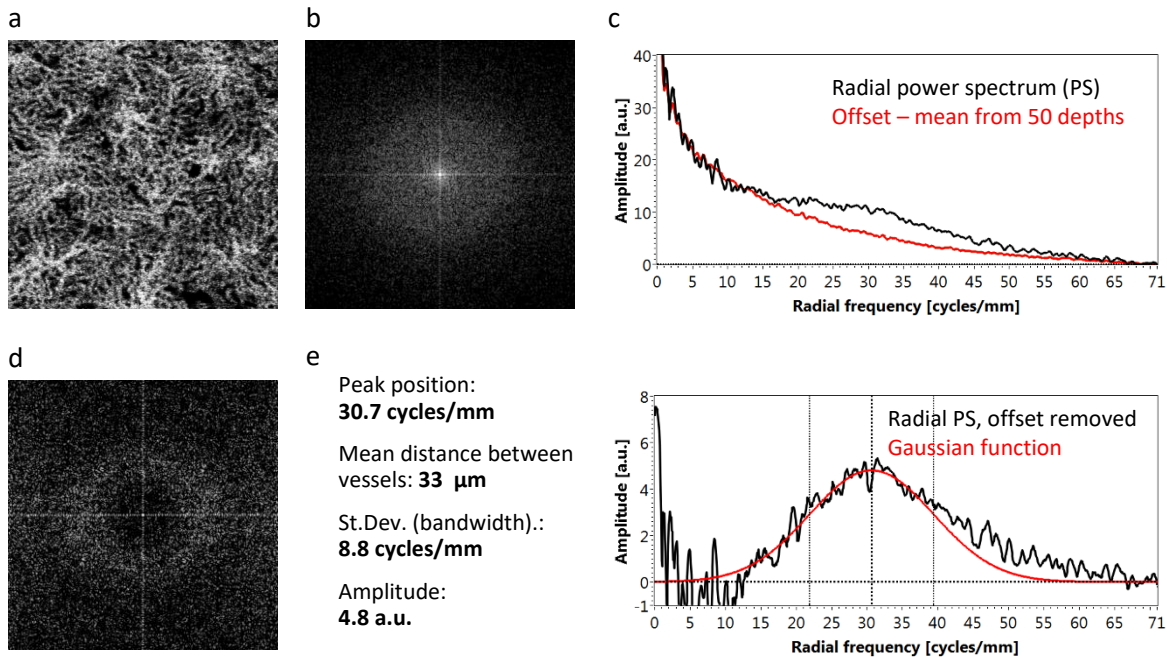 a
b
c
40
30
20
10
0
Amplitude [a.u.]
Radial power spectrum (PS)
Offset – mean from 50 depths
0 5 10 15 20 25 30 35 40 45 50 55 60 65 71
Radial frequency [cycles/mm]
d
e
Peak position:
30.7 cycles/mm
Mean distance between
vessels: 33 µm
St.Dev. (bandwidth).:
8.8 cycles/mm
Amplitude:
4.8 a.u.
8
6
4
2
0
-1
Amplitude [a.u.]
Radial PS, offset removed
Gaussian function
0 5 10 15 20 25 30 35 40 45 50 55 60 65 71
Radial frequency [cycles/mm]